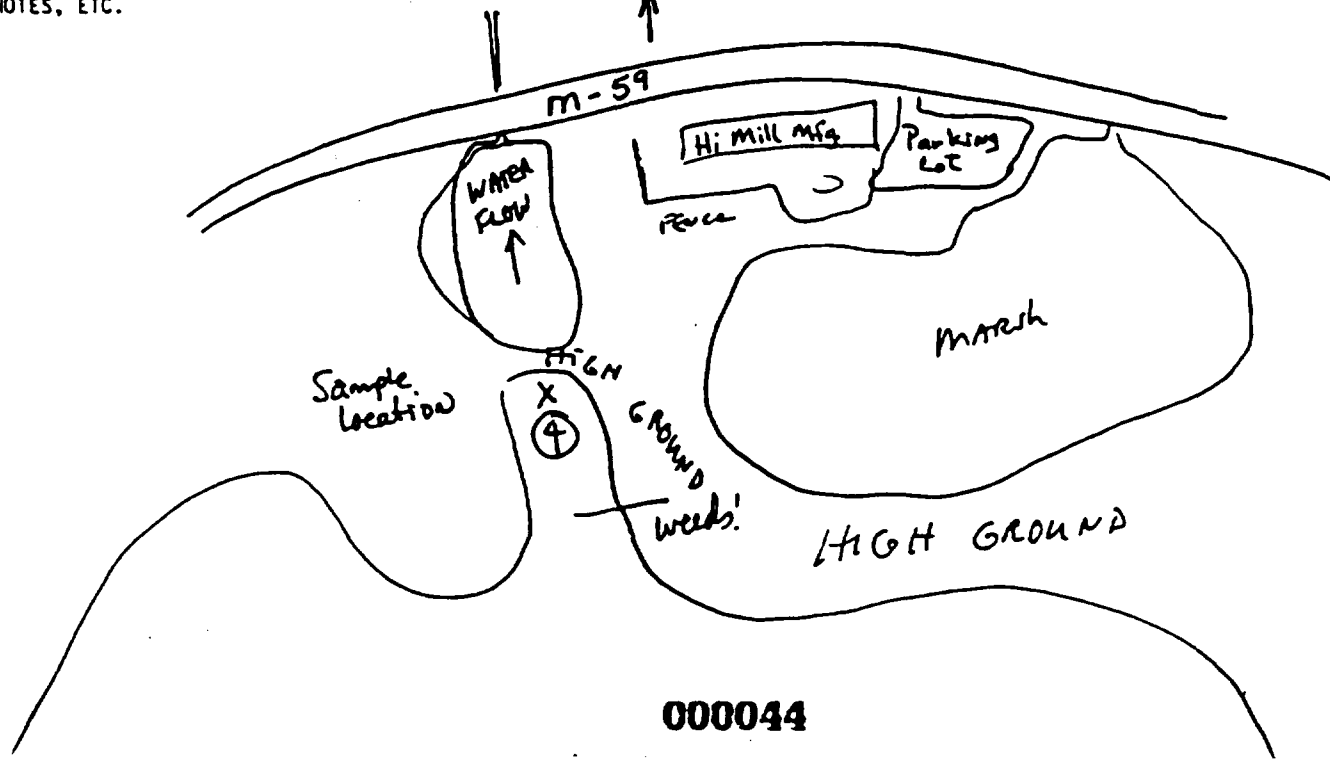 NOTES, ETC.
m-59
Hi Mill Mfg
Parking
Lot
WATER
FLOW
Fence
MARSH
HIGH
GROUND
Sample
Location
X
4
weeds!
HIGH GROUND
000044